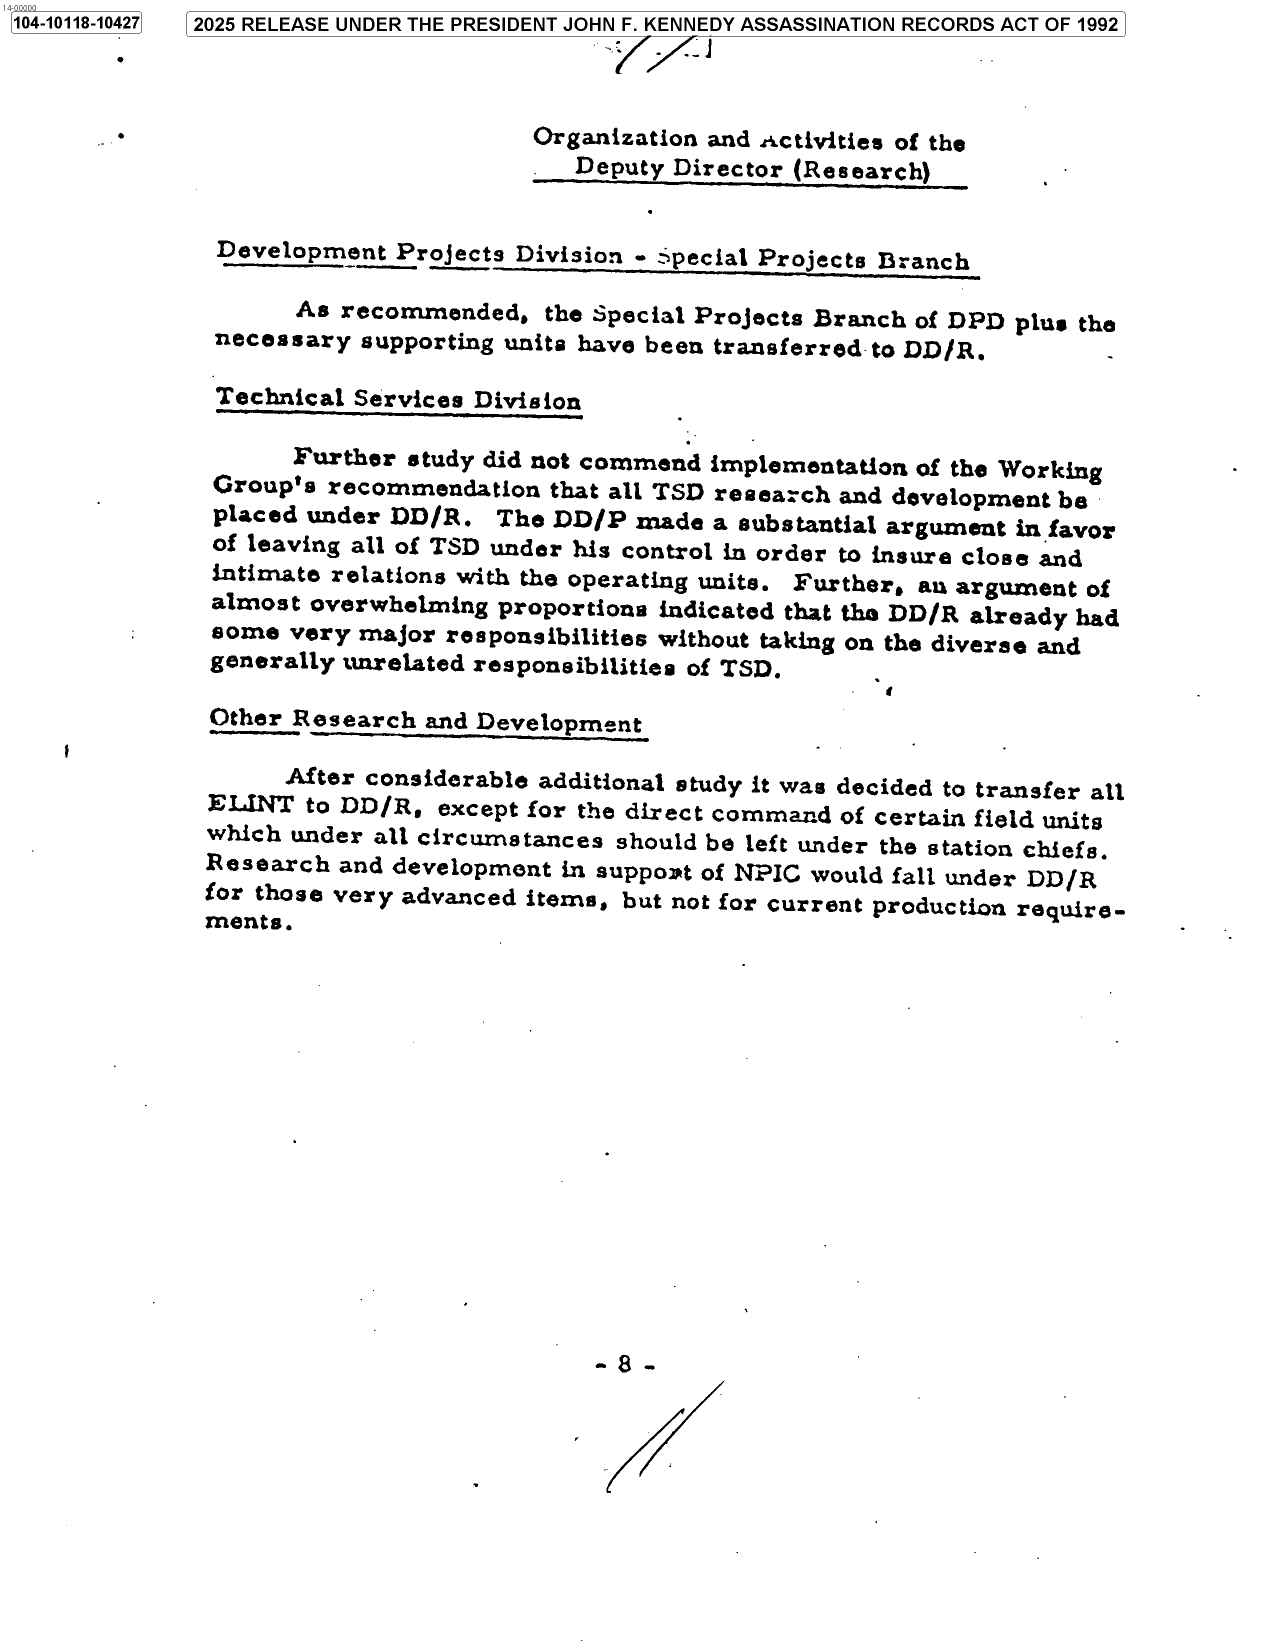 14-00000
104-10118-10427
2025 RELEASE UNDER THE PRESIDENT JOHN F. KENNEDY ASSASSINATION RECORDS ACT OF 1992
Organization and Activities of the
Deputy Director (Research)
Development Projects Division - Special Projects Branch
As recommended, the Special Projects Branch of DPD plus the
necessary supporting units have been transferred to DD/R.
Technical Services Division
Further study did not commend implementation of the Working
Group's recommendation that all TSD research and development be
placed under DD/R. The DD/P made a substantial argument in favor
of leaving all of TSD under his control in order to insure close and
intimate relations with the operating units. Further, an argument of
almost overwhelming proportions indicated that the DD/R already had
some very major responsibilities without taking on the diverse and
generally unrelated responsibilities of TSD.
Other Research and Development
After considerable additional study it was decided to transfer all
ELINT to DD/R, except for the direct command of certain field units
which under all circumstances should be left under the station chiefs.
Research and development in support of NPIC would fall under DD/R
for those very advanced items, but not for current production require-
ments.
- 8 -